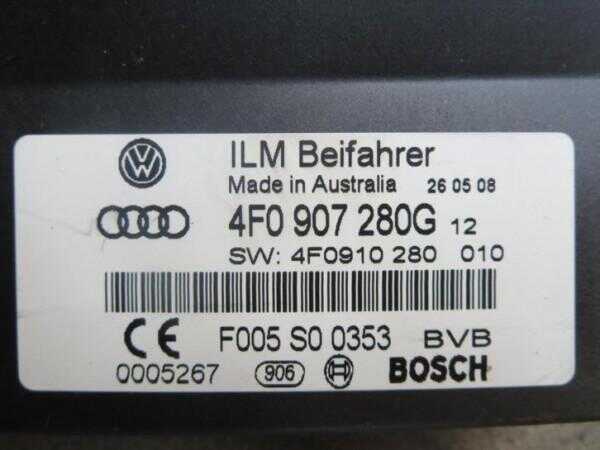 ILM Beifahrer
Made in Australia 26 05 08
4F0 907 280G 12
SW: 4F0910 280 010
CE F005 S0 0353 BVB
0005267 906 BOSCH